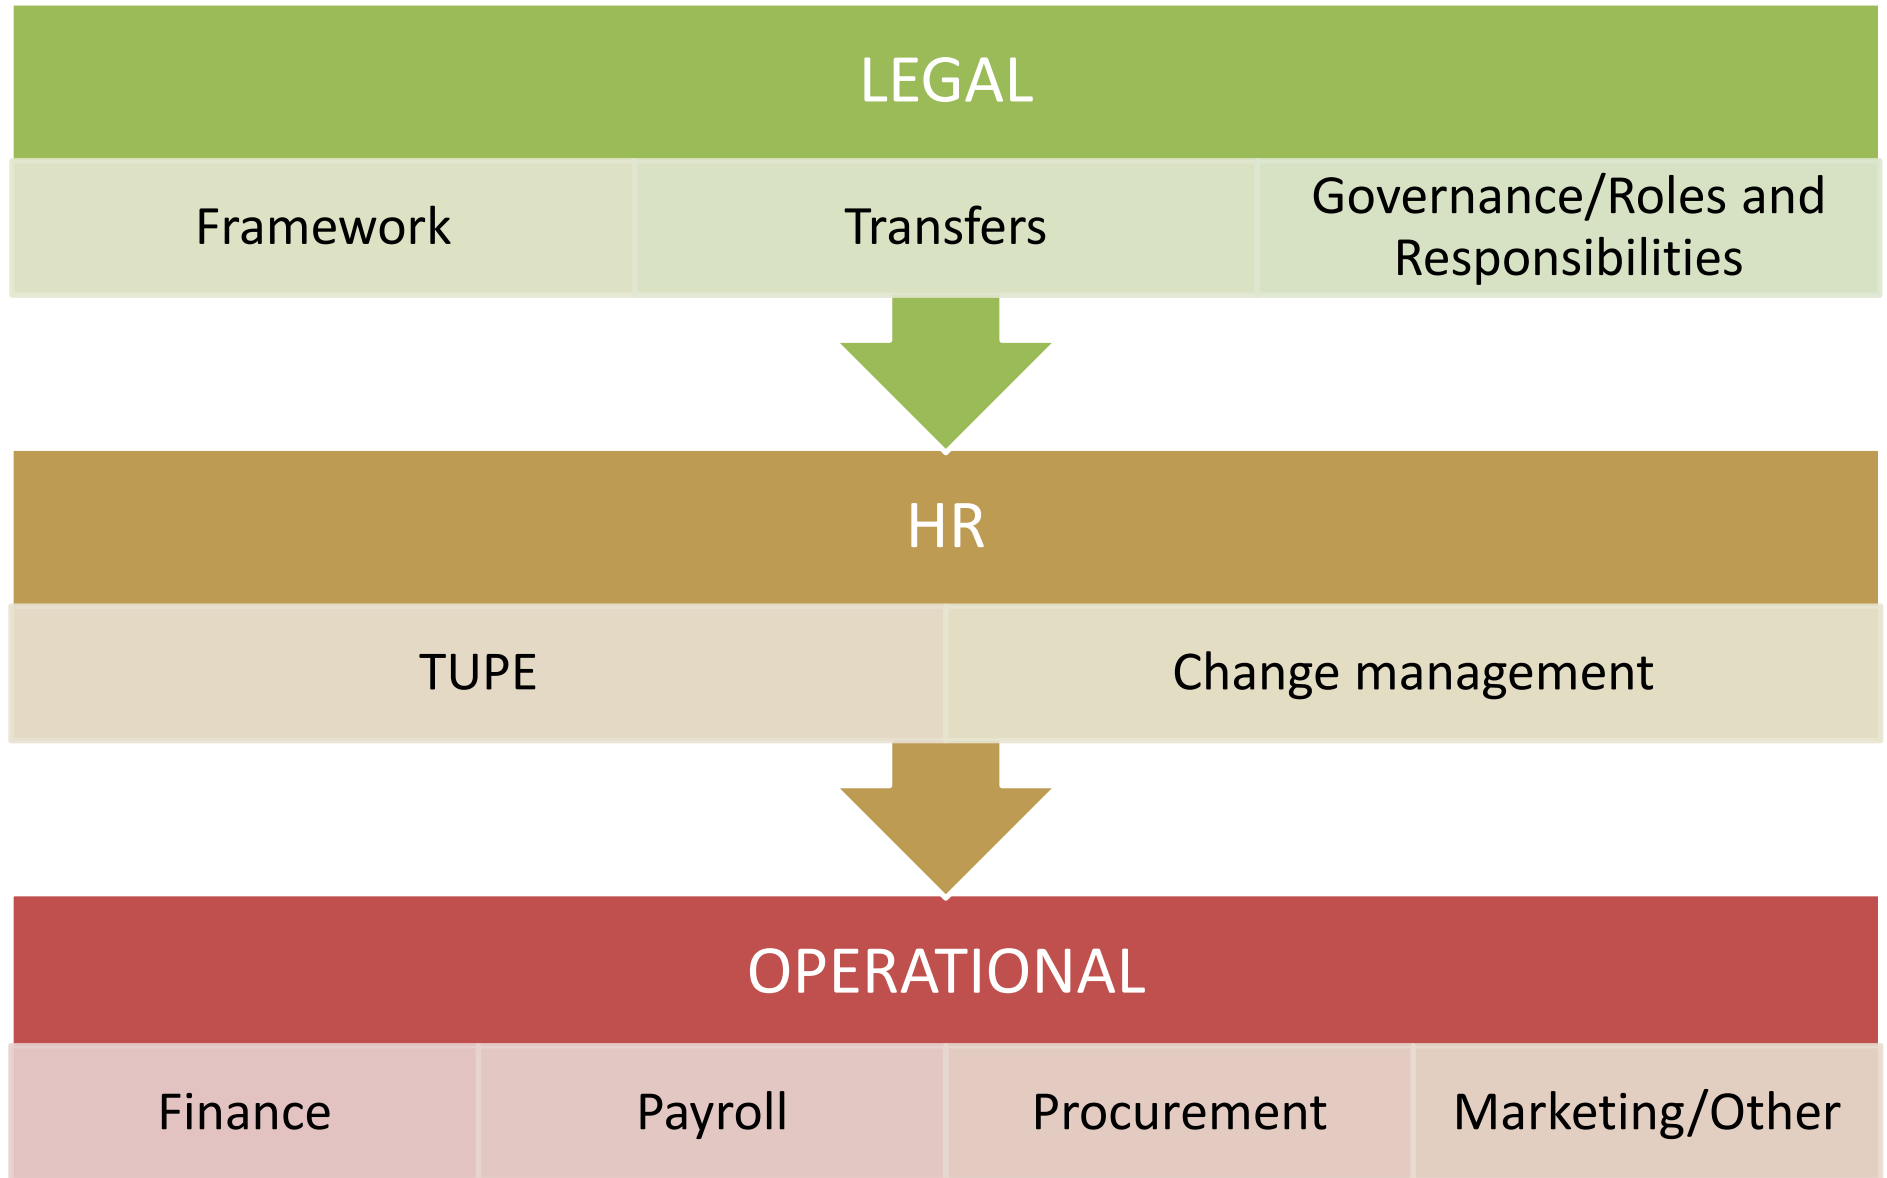 LEGAL
Framework
Transfers
Governance/Roles and
Responsibilities
HR
TUPE
Change management
OPERATIONAL
Finance
Payroll
Procurement
Marketing/Other